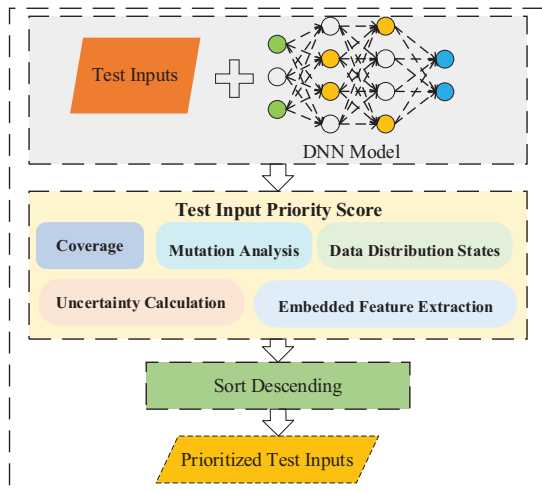 Test Inputs
DNN Model
Test Input Priority Score
Coverage
Mutation Analysis
Data Distribution States
Uncertainty Calculation
Embedded Feature Extraction
Sort Descending
Prioritized Test Inputs